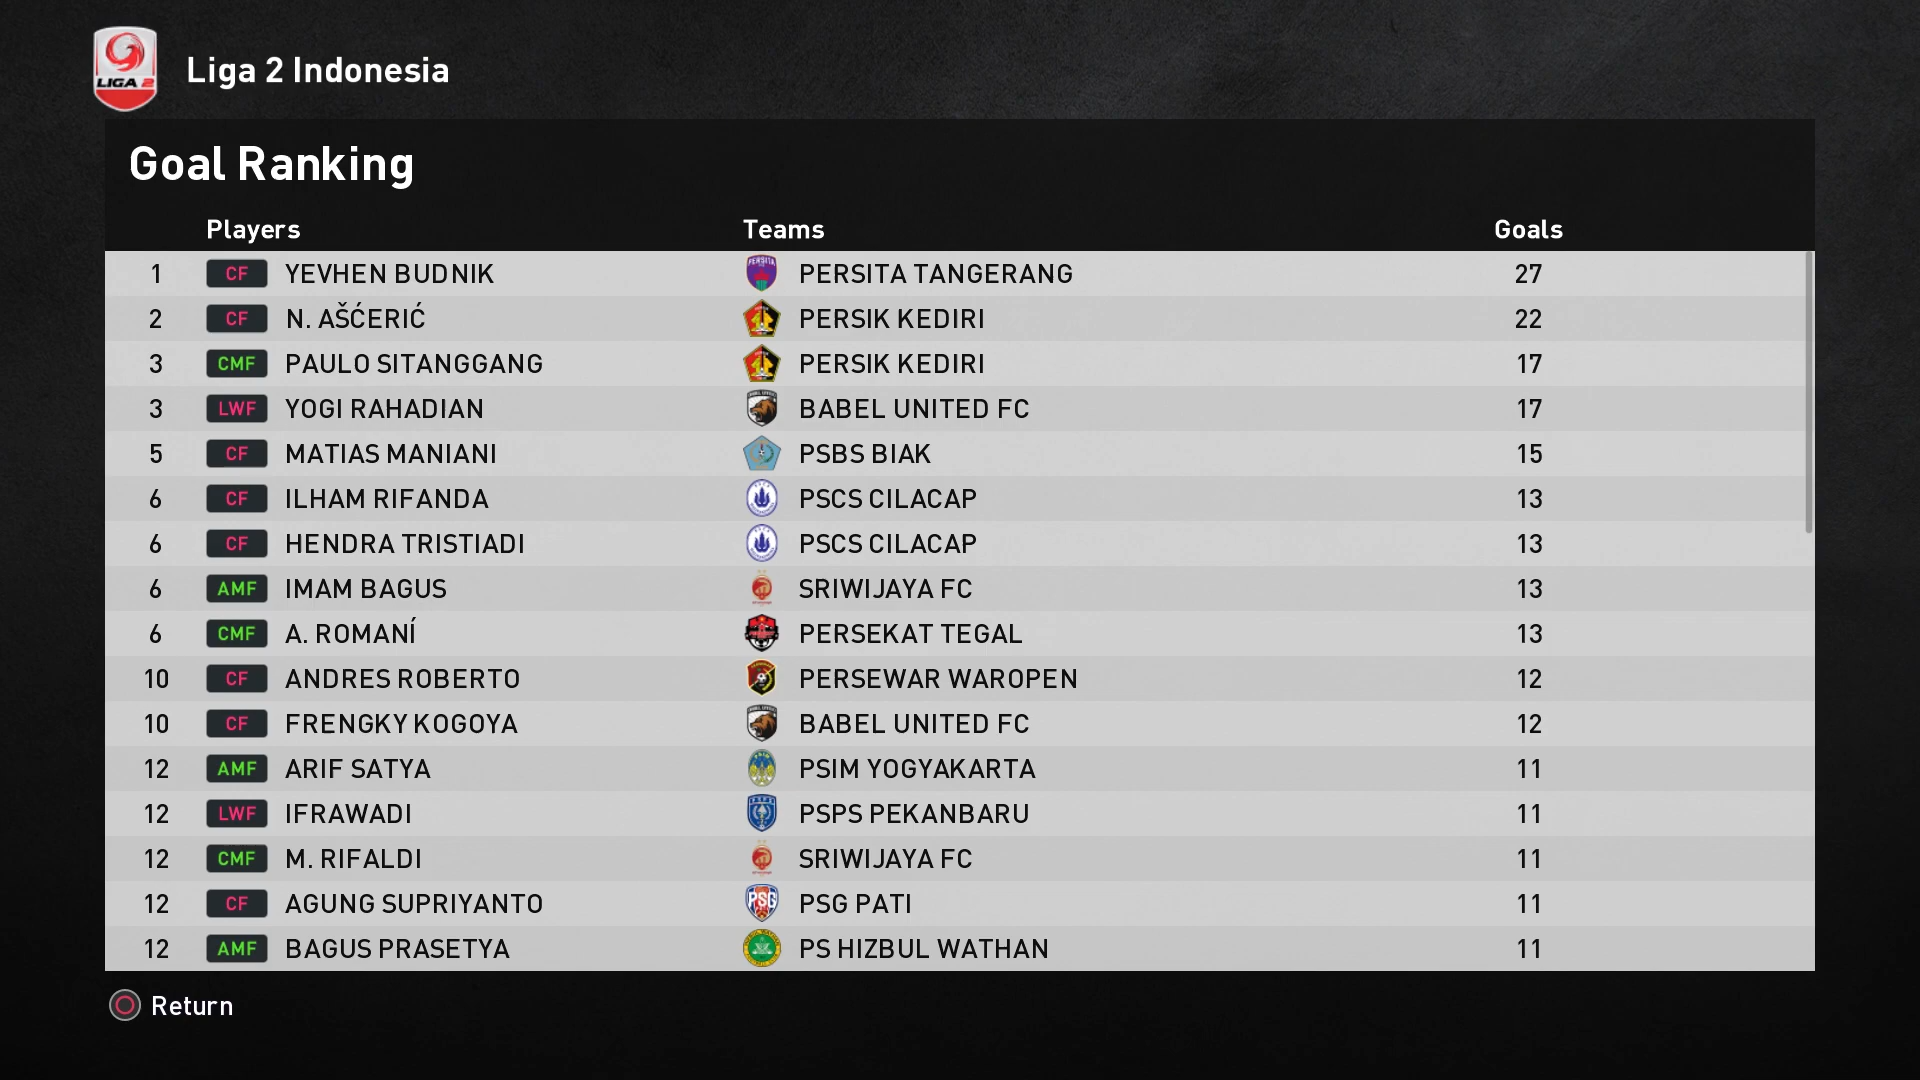 LIGA 2
Liga 2 Indonesia
Goal Ranking
Players Teams Goals
1 CF YEVHEN BUDNIK PERSITA TANGERANG 27
2 CF N. AŠĆERIĆ PERSIK KEDIRI 22
3 CMF PAULO SITANGGANG PERSIK KEDIRI 17
3 LWF YOGI RAHADIAN BABEL UNITED FC 17
5 CF MATIAS MANIANI PSBS BIAK 15
6 CF ILHAM RIFANDA PSCS CILACAP 13
6 CF HENDRA TRISTIADI PSCS CILACAP 13
6 AMF IMAM BAGUS SRIWIJAYA FC 13
6 CMF A. ROMANÍ PERSEKAT TEGAL 13
10 CF ANDRES ROBERTO PERSEWAR WAROPEN 12
10 CF FRENGKY KOGOYA BABEL UNITED FC 12
12 AMF ARIF SATYA PSIM YOGYAKARTA 11
12 LWF IFRAWADI PSPS PEKANBARU 11
12 CMF M. RIFALDI SRIWIJAYA FC 11
12 CF AGUNG SUPRIYANTO PSG PATI 11
12 AMF BAGUS PRASETYA PS HIZBUL WATHAN 11
Return